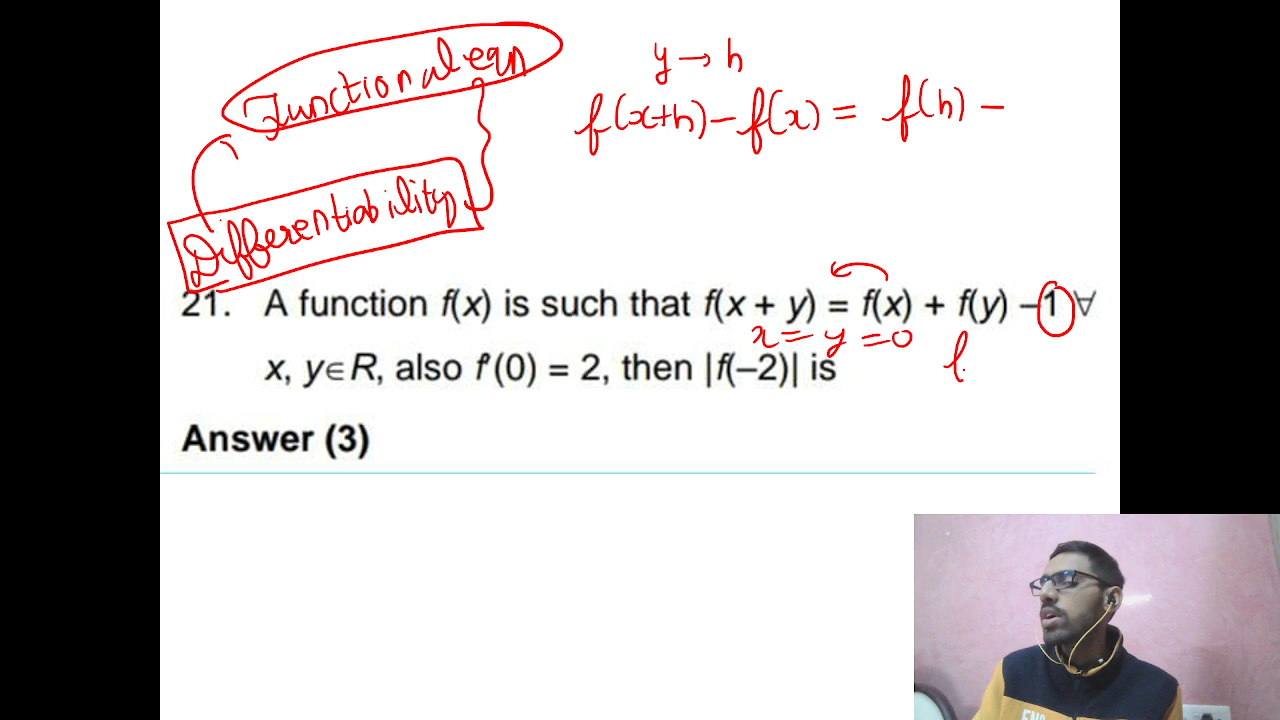 Functional eqn
y → h
f(x+h) – f(x) = f(h) –
Differentiability
21. A function f(x) is such that f(x + y) = f(x) + f(y) –1 ∀
x = y = 0 f
x, y∈R, also f'(0) = 2, then |f(–2)| is
Answer (3)